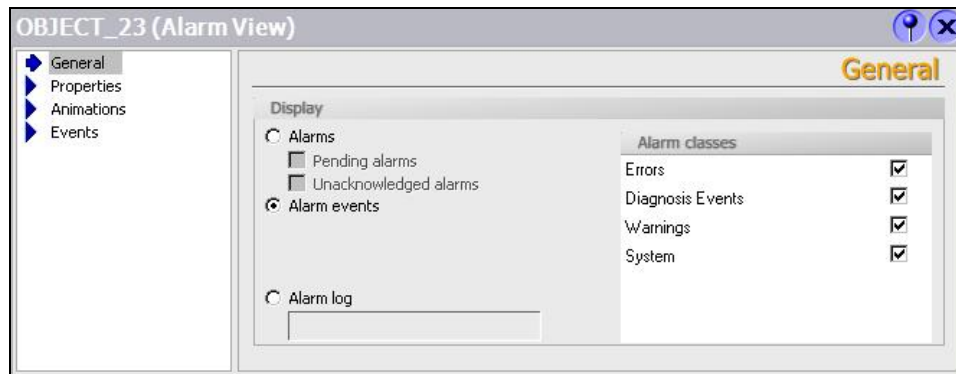 OBJECT_23 (Alarm View)
General
Properties
Animations
Events
General
Display
Alarms
Pending alarms
Unacknowledged alarms
Alarm events
Alarm log
Alarm classes
Errors
Diagnosis Events
Warnings
System